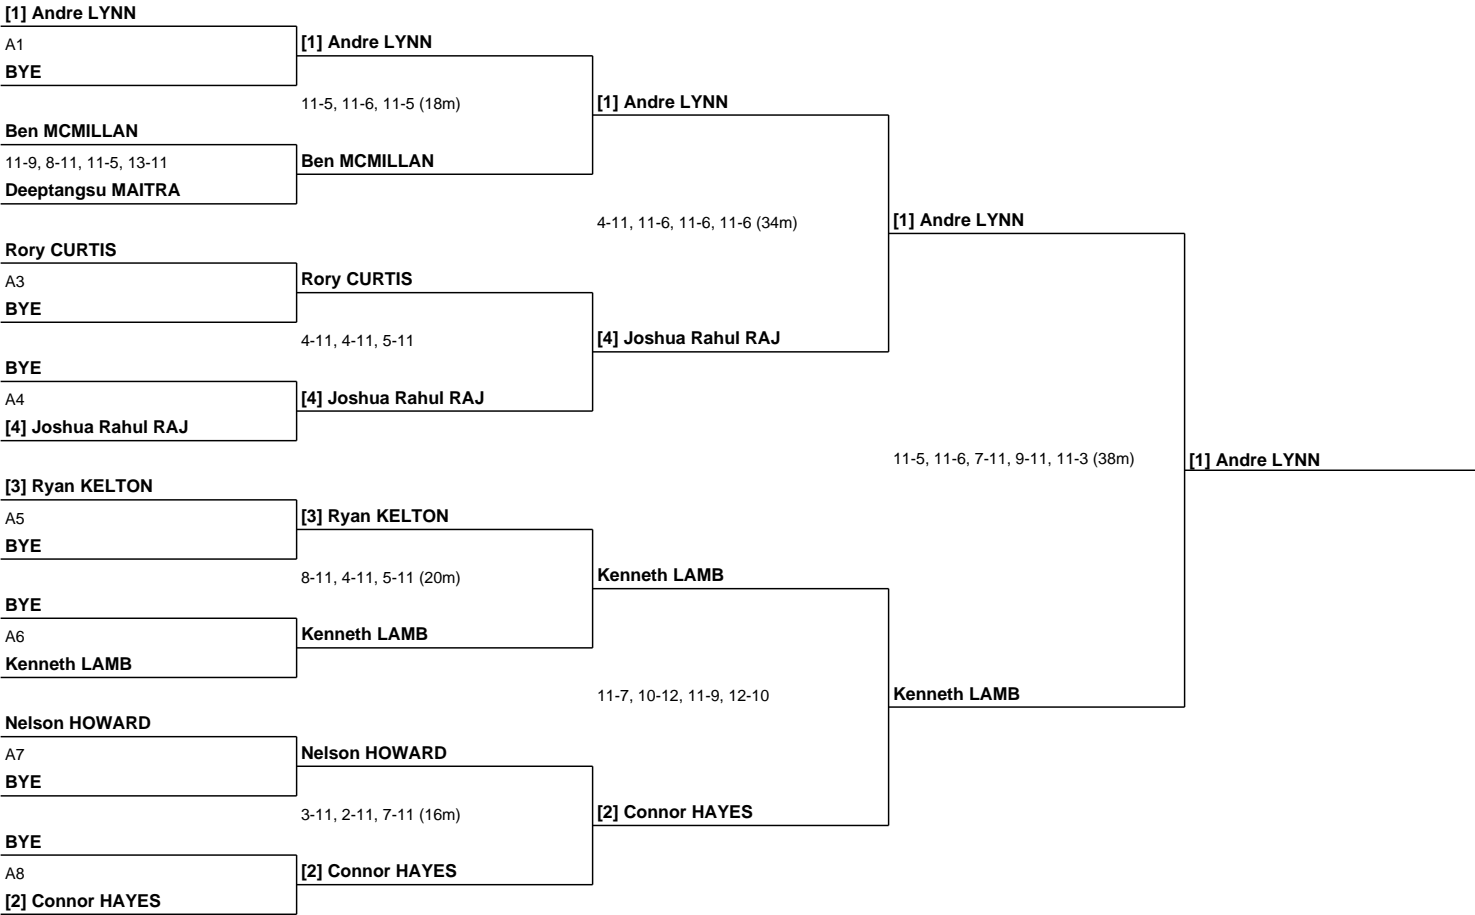 [1] Andre LYNN
A1
BYE
Ben MCMILLAN
11-9, 8-11, 11-5, 13-11
Deeptangsu MAITRA
Rory CURTIS
A3
BYE
BYE
A4
[4] Joshua Rahul RAJ
[3] Ryan KELTON
A5
BYE
BYE
A6
Kenneth LAMB
Nelson HOWARD
A7
BYE
BYE
A8
[2] Connor HAYES
[1] Andre LYNN
11-5, 11-6, 11-5 (18m)
Ben MCMILLAN
Rory CURTIS
4-11, 4-11, 5-11
[4] Joshua Rahul RAJ
[3] Ryan KELTON
8-11, 4-11, 5-11 (20m)
Kenneth LAMB
Nelson HOWARD
3-11, 2-11, 7-11 (16m)
[2] Connor HAYES
[1] Andre LYNN
4-11, 11-6, 11-6, 11-6 (34m)
[4] Joshua Rahul RAJ
Kenneth LAMB
11-7, 10-12, 11-9, 12-10
[2] Connor HAYES
[1] Andre LYNN
11-5, 11-6, 7-11, 9-11, 11-3 (38m)
Kenneth LAMB
[1] Andre LYNN